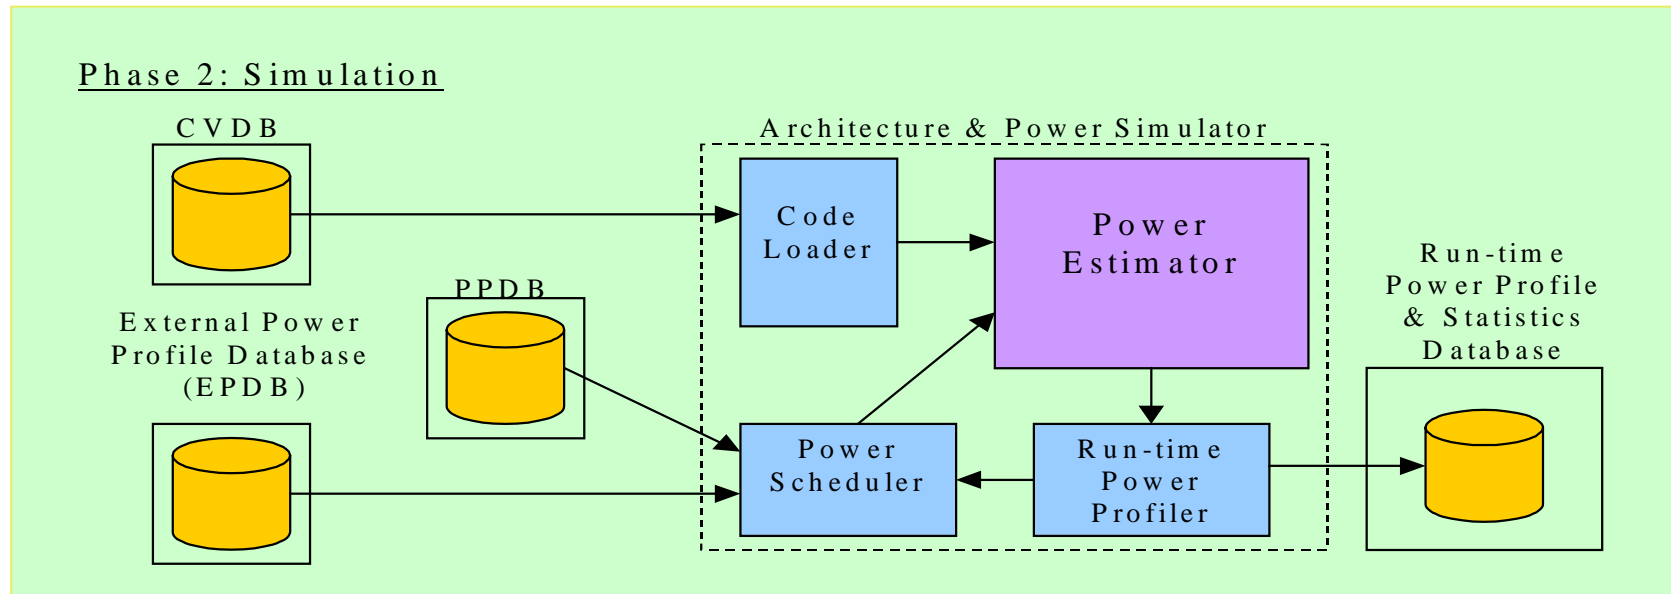 Phase 2: Simulation
CVDB
Architecture & Power Simulator
Code
Loader
Power
Estimator
Run-time
Power Profile
& Statistics
Database
PPDB
External Power
Profile Database
(EPDB)
Power
Scheduler
Run-time
Power
Profiler